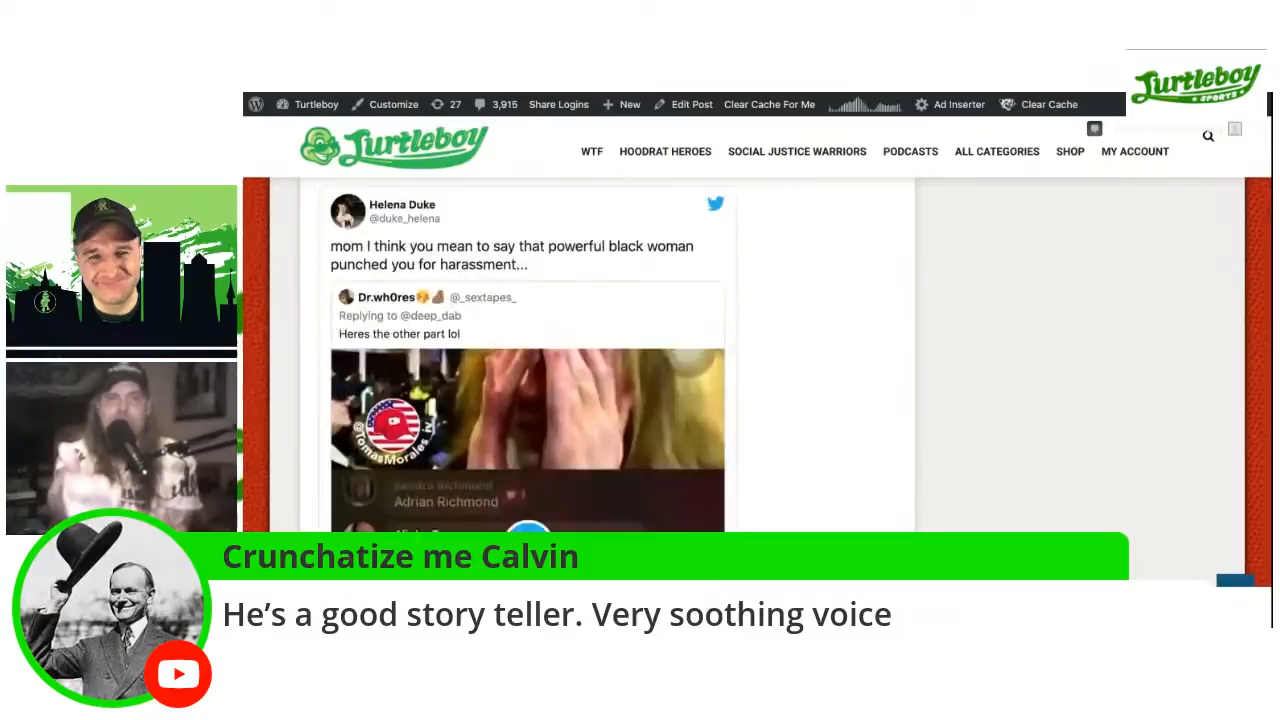 Turtleboy
SPORTS
Turtleboy Customize 27 3,915 Share Logins New Edit Post Clear Cache For Me Ad Inserter Clear Cache
Turtleboy
WTF HOODRAT HEROES SOCIAL JUSTICE WARRIORS PODCASTS ALL CATEGORIES SHOP MY ACCOUNT
Helena Duke
@duke_helena
mom I think you mean to say that powerful black woman
punched you for harassment...
Dr.wh0res @_sextapes_
Replying to @deep_dab
Heres the other part lol
@TomasMorales_iv
Adrian Richmond
Crunchatize me Calvin
He's a good story teller. Very soothing voice